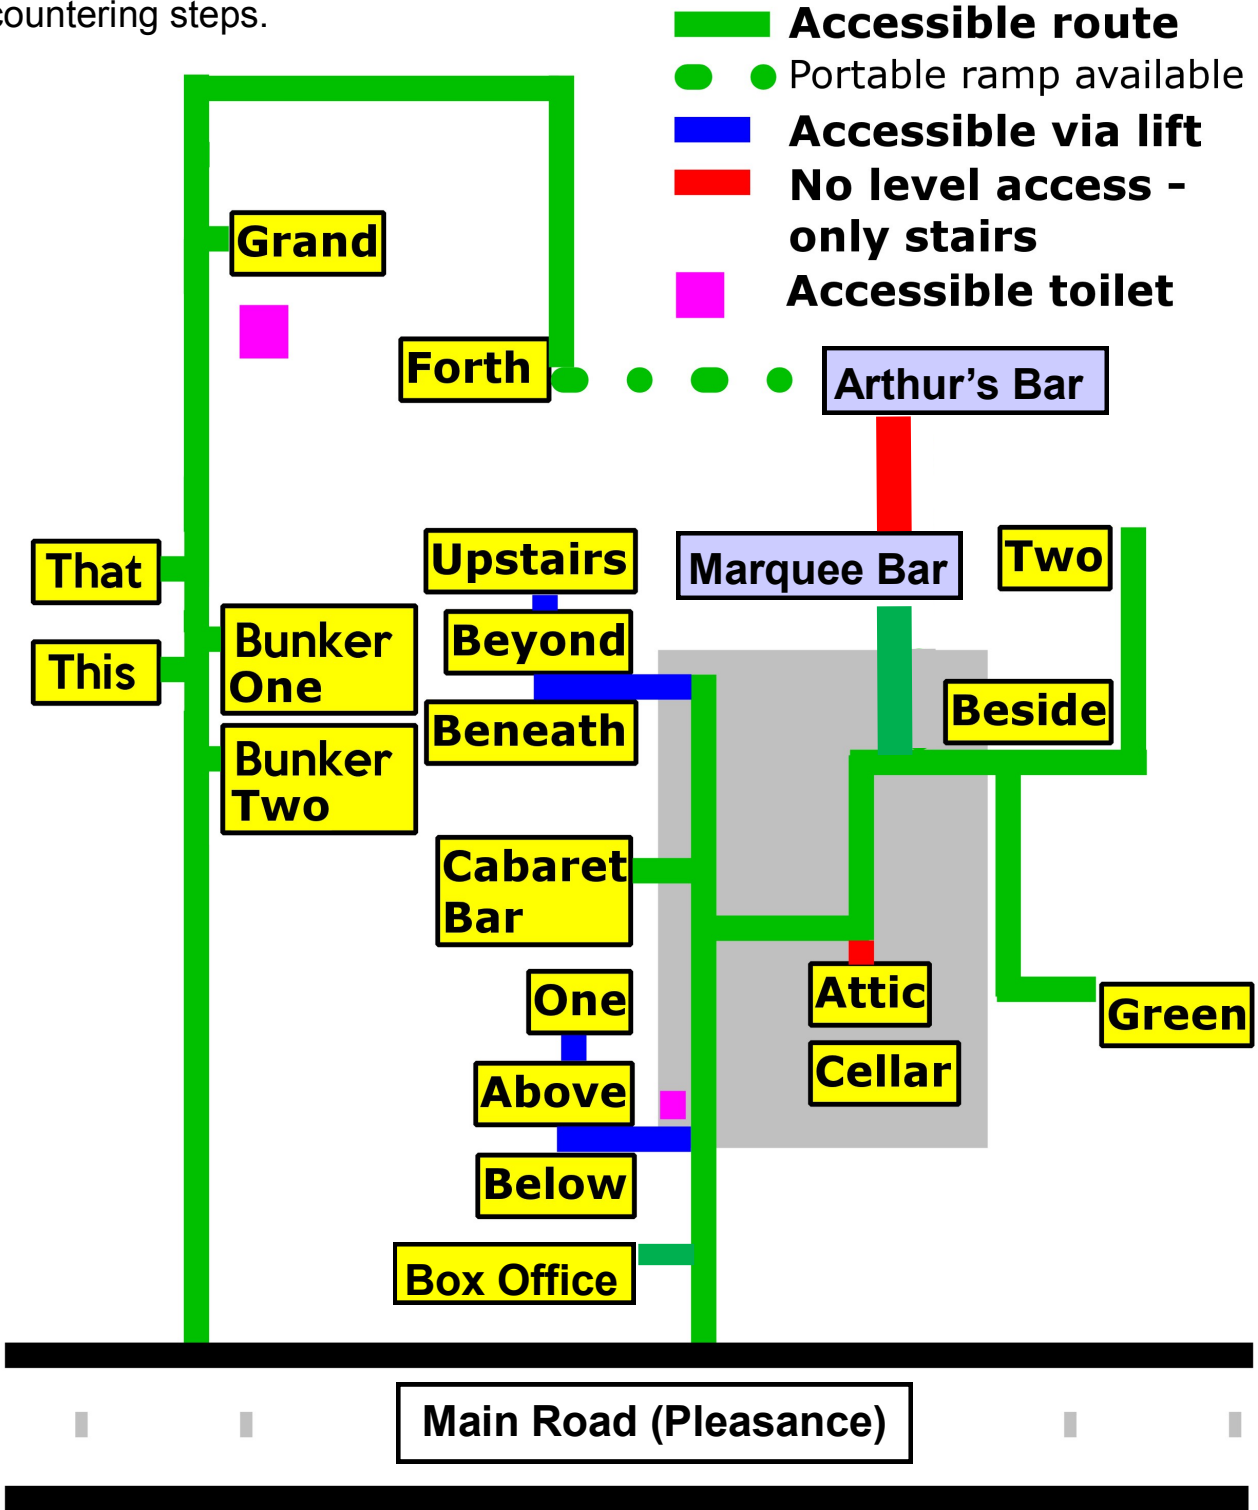 countering steps.
Accessible route
Portable ramp available
Accessible via lift
No level access -
only stairs
Accessible toilet
Grand
Forth
Arthur’s Bar
That
Upstairs
Marquee Bar
Two
Beyond
This
Bunker
One
Beside
Beneath
Bunker
Two
Cabaret
Bar
One
Attic
Green
Above
Cellar
Below
Box Office
Main Road (Pleasance)